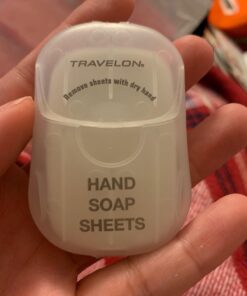 TRAVELON®
Remove sheets with dry hand
HAND
SOAP
SHEETS